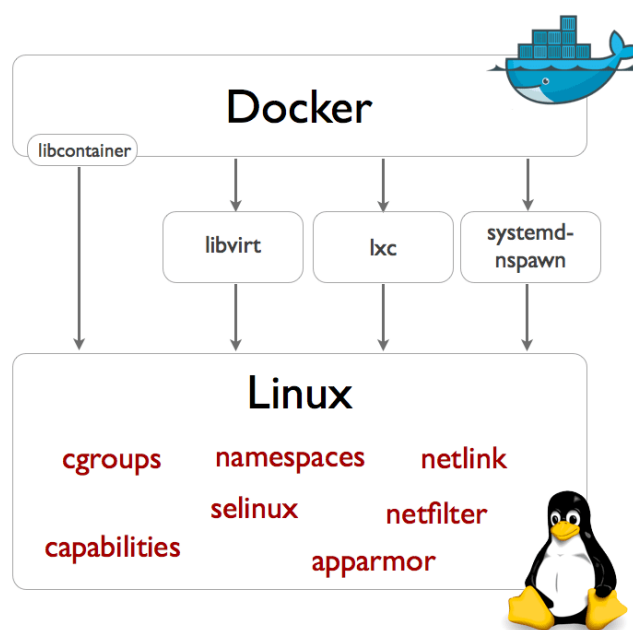 Docker
libcontainer
libvirt
lxc
systemd-
nspawn
Linux
cgroups
namespaces
netlink
selinux
netfilter
capabilities
apparmor